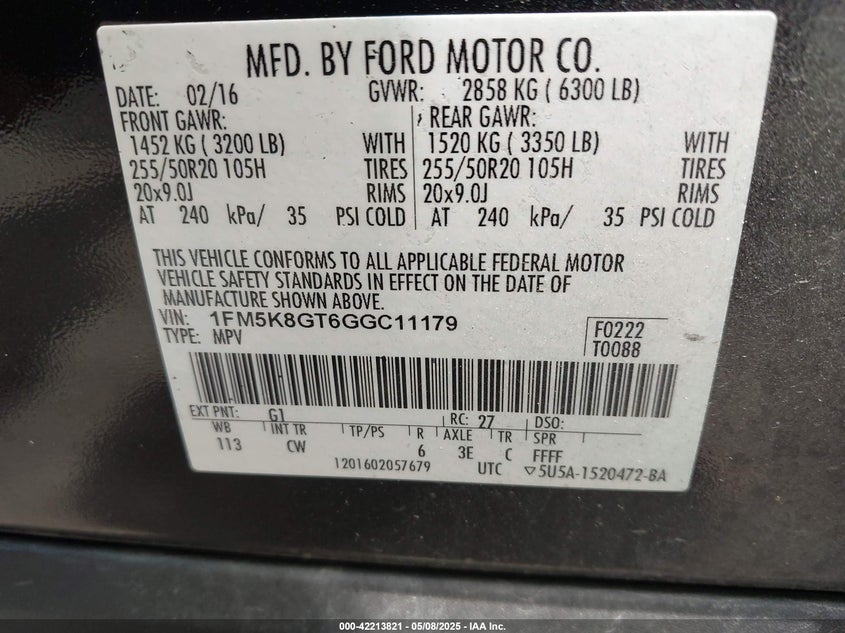 MFD. BY FORD MOTOR CO.
DATE: 02/16 GVWR: 2858 KG ( 6300 LB)
FRONT GAWR: REAR GAWR:
1452 KG ( 3200 LB) WITH 1520 KG ( 3350 LB) WITH
255/50R20 105H TIRES 255/50R20 105H TIRES
20x9.0J RIMS 20x9.0J RIMS
AT 240 kPa/ 35 PSI COLD AT 240 kPa/ 35 PSI COLD
THIS VEHICLE CONFORMS TO ALL APPLICABLE FEDERAL MOTOR
VEHICLE SAFETY STANDARDS IN EFFECT ON THE DATE OF
MANUFACTURE SHOWN ABOVE.
VIN: 1FM5K8GT6GGC11179 F0222
TYPE: MPV T0088
EXT PNT: G1 RC: 27 DSO:
WB INT TR TP/PS R AXLE TR SPR
113 CW 6 3E C FFFF
1201602057679 UTC ▽5U5A-1520472-BA
000-42213821 - 05/08/2025 - IAA Inc.